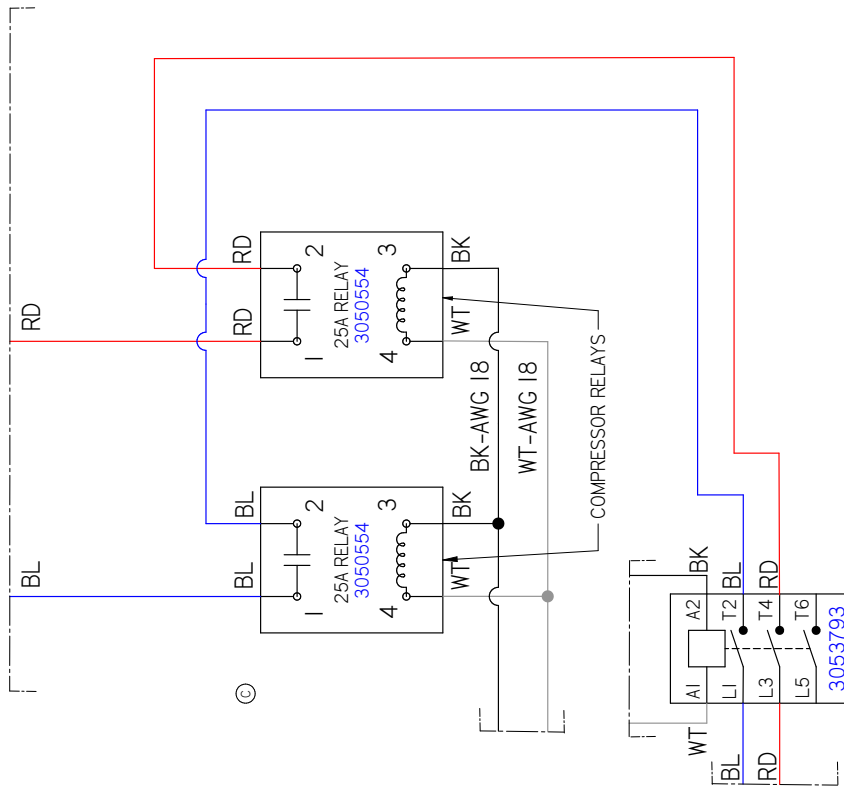 RD
BL
RD
RD
2
1
25A RELAY
3050554
3
4
BK
WT
BL
BL
2
1
25A RELAY
3050554
3
4
BK
WT
BK-AWG 18
WT-AWG 18
COMPRESSOR RELAYS
C
BK
BL
RD
A2
T2
T4
T6
A1
L1
L3
L5
3053793
WT
BL
RD